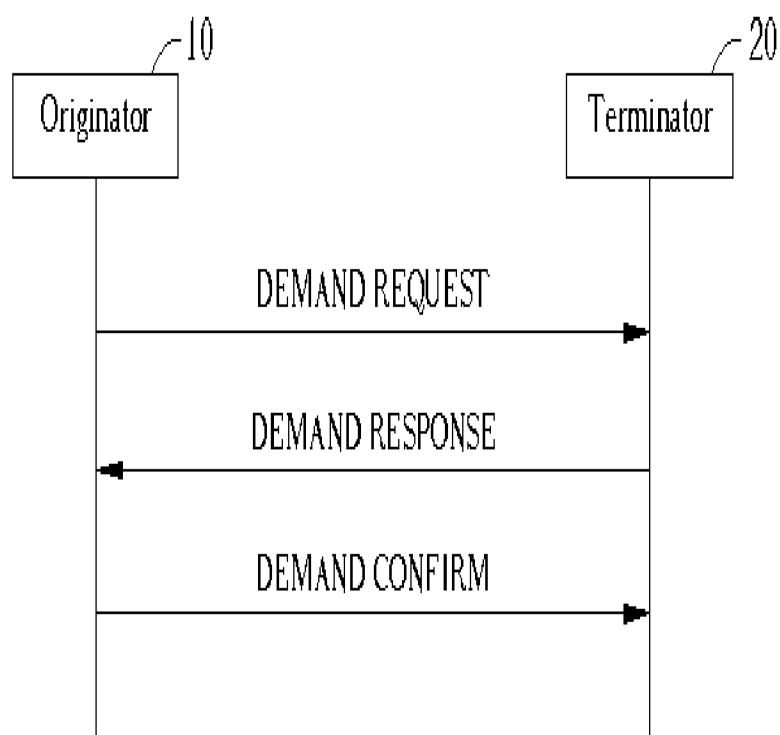 10
20
Originator
Terminator
DEMAND REQUEST
DEMAND RESPONSE
DEMAND CONFIRM